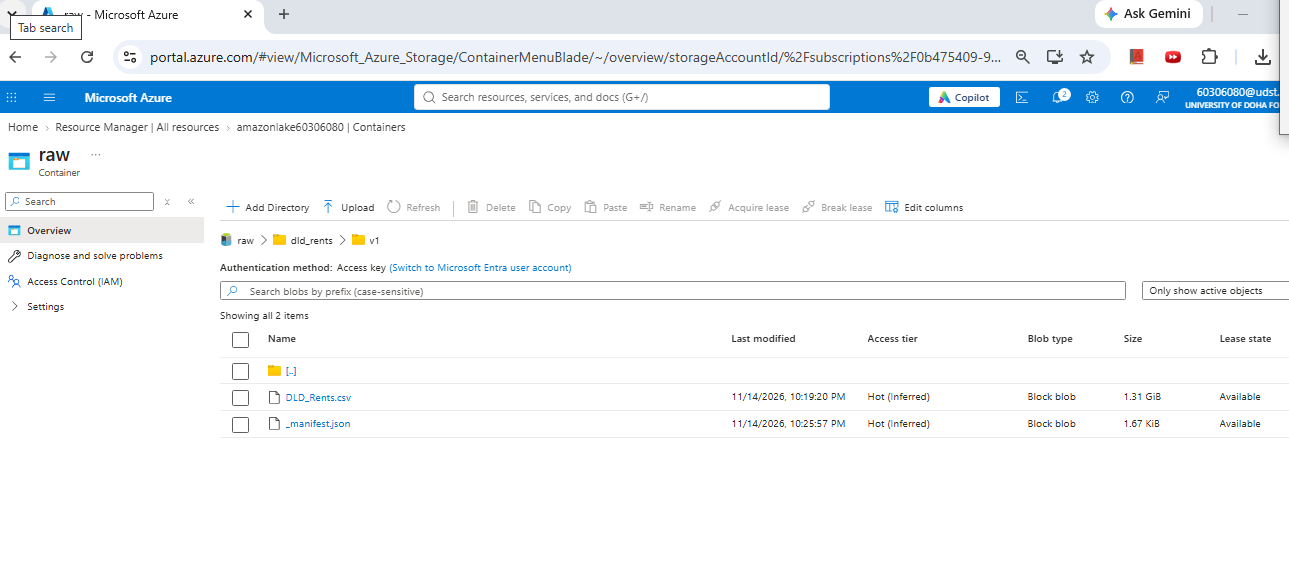 raw - Microsoft Azure
Ask Gemini
Tab search
portal.azure.com/#view/Microsoft_Azure_Storage/ContainerMenuBlade/~/overview/storageAccountId/%2Fsubscriptions%2F0b475409-9...
Microsoft Azure
Search resources, services, and docs (G+/)
Copilot
2
60306080@udst.
UNIVERSITY OF DOHA FO
Home > Resource Manager | All resources > amazonlake60306080 | Containers
raw ...
Container
Search
Overview
Diagnose and solve problems
Access Control (IAM)
Settings
Add Directory Upload Refresh Delete Copy Paste Rename Acquire lease Break lease Edit columns
raw > dld_rents > v1
Authentication method: Access key (Switch to Microsoft Entra user account)
Search blobs by prefix (case-sensitive)
Only show active objects
Showing all 2 items
Name Last modified Access tier Blob type Size Lease state
[..]
DLD_Rents.csv 11/14/2026, 10:19:20 PM Hot (Inferred) Block blob 1.31 GiB Available
_manifest.json 11/14/2026, 10:25:57 PM Hot (Inferred) Block blob 1.67 KiB Available